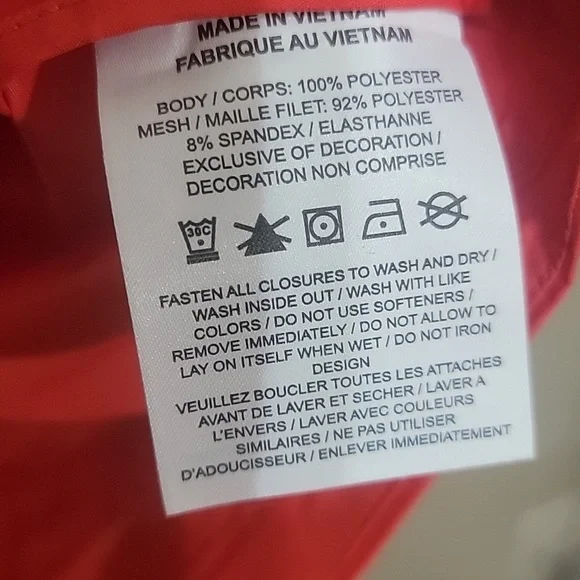 MADE IN VIETNAM
FABRIQUE AU VIETNAM
BODY / CORPS: 100% POLYESTER
MESH / MAILLE FILET: 92% POLYESTER
8% SPANDEX / ELASTHANNE
EXCLUSIVE OF DECORATION /
DECORATION NON COMPRISE
30C
FASTEN ALL CLOSURES TO WASH AND DRY /
WASH INSIDE OUT / WASH WITH LIKE
COLORS / DO NOT USE SOFTENERS /
REMOVE IMMEDIATELY / DO NOT ALLOW TO
LAY ON ITSELF WHEN WET / DO NOT IRON
DESIGN
VEUILLEZ BOUCLER TOUTES LES ATTACHES
AVANT DE LAVER ET SECHER / LAVER A
L'ENVERS / LAVER AVEC COULEURS
SIMILAIRES / NE PAS UTILISER
D'ADOUCISSEUR / ENLEVER IMMEDIATEMENT